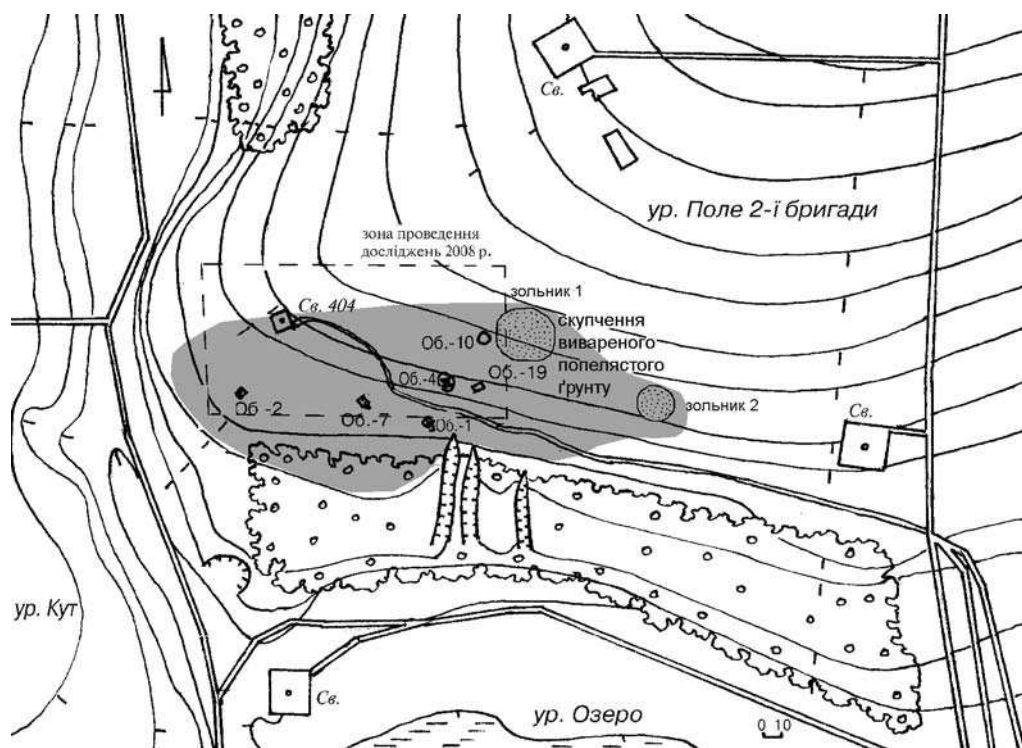 Св.
ур. Поле 2-ї бригади
зона проведення
досліджень 2008 р.
зольник 1
Св. 404
скупчення
вивареного
попелястого
ґрунту
Об.-10
Об.-19
Об.-4
Об.-2
Об.-7
Об.-1
зольник 2
Св.
ур. Кут
Св.
ур. Озеро
0 10